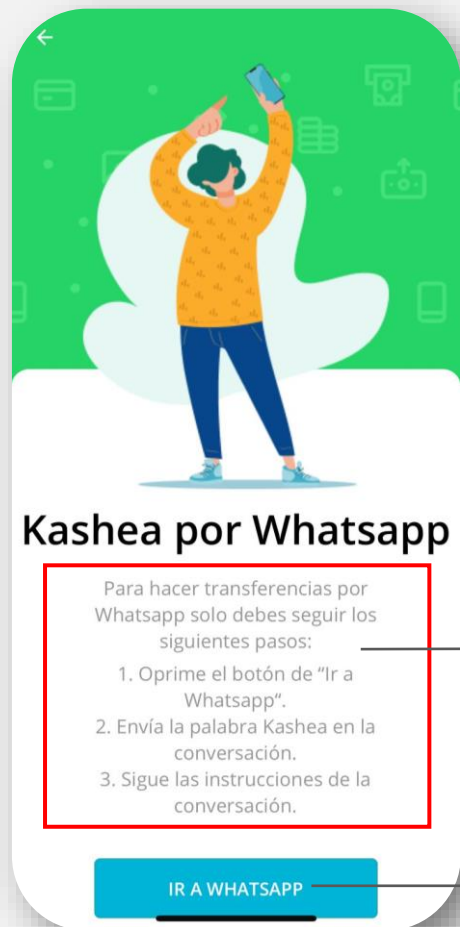 Kashea por Whatsapp
Para hacer transferencias por
Whatsapp solo debes seguir los
siguientes pasos:
1. Oprime el botón de “Ir a
Whatsapp“.
2. Envía la palabra Kashea en la
conversación.
3. Sigue las instrucciones de la
conversación.
IR A WHATSAPP